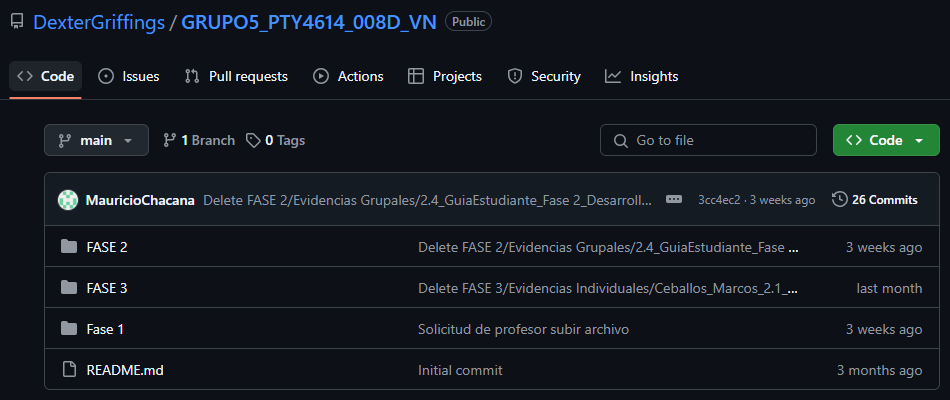 DexterGriffings / GRUPO5_PTY4614_008D_VN Public
Code Issues Pull requests Actions Projects Security Insights
main 1 Branch 0 Tags Go to file Code
MauricioChacana Delete FASE 2/Evidencias Grupales/2.4_GuiaEstudiante_Fase 2_Desarroll... 3cc4ec2 · 3 weeks ago 26 Commits
FASE 2 Delete FASE 2/Evidencias Grupales/2.4_GuiaEstudiante_Fase ... 3 weeks ago
FASE 3 Delete FASE 3/Evidencias Individuales/Ceballos_Marcos_2.1_... last month
Fase 1 Solicitud de profesor subir archivo 3 weeks ago
README.md Initial commit 3 months ago